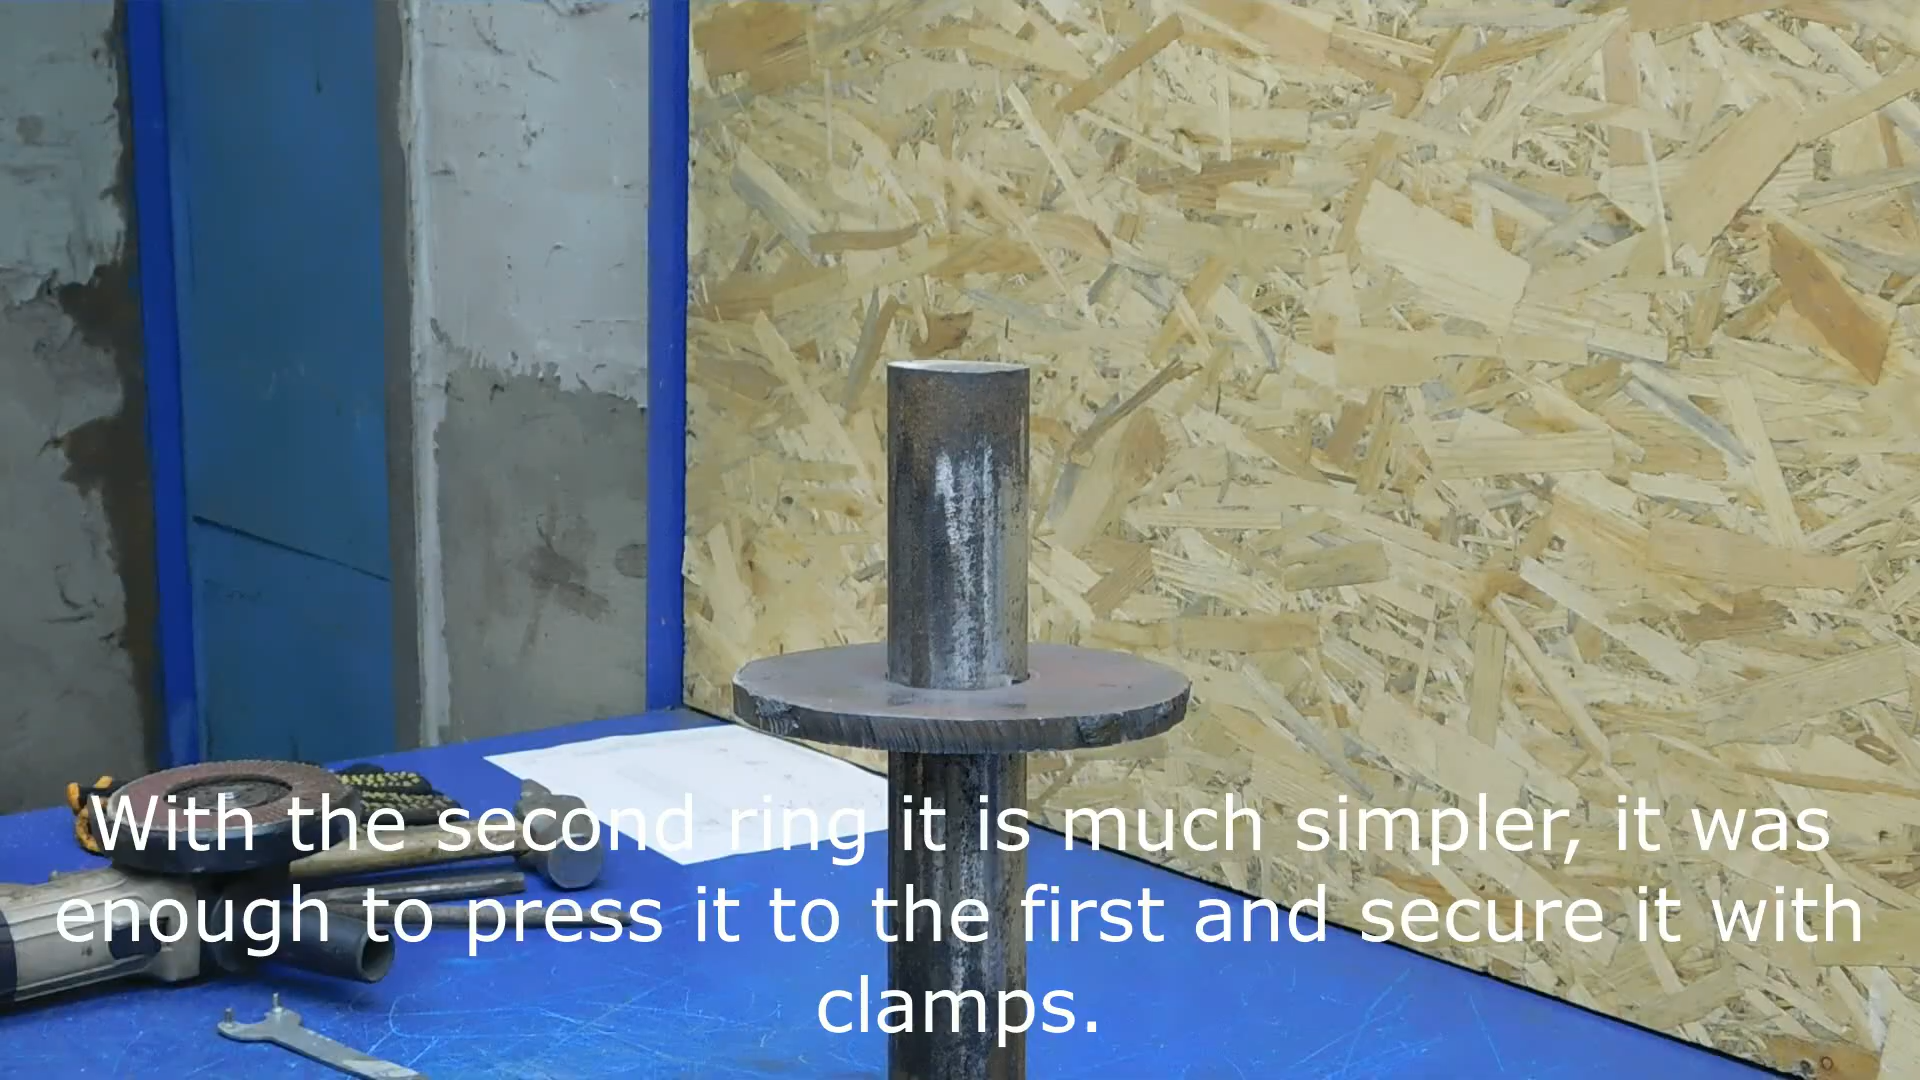 With the second ring it is much simpler, it was
enough to press it to the first and secure it with
clamps.